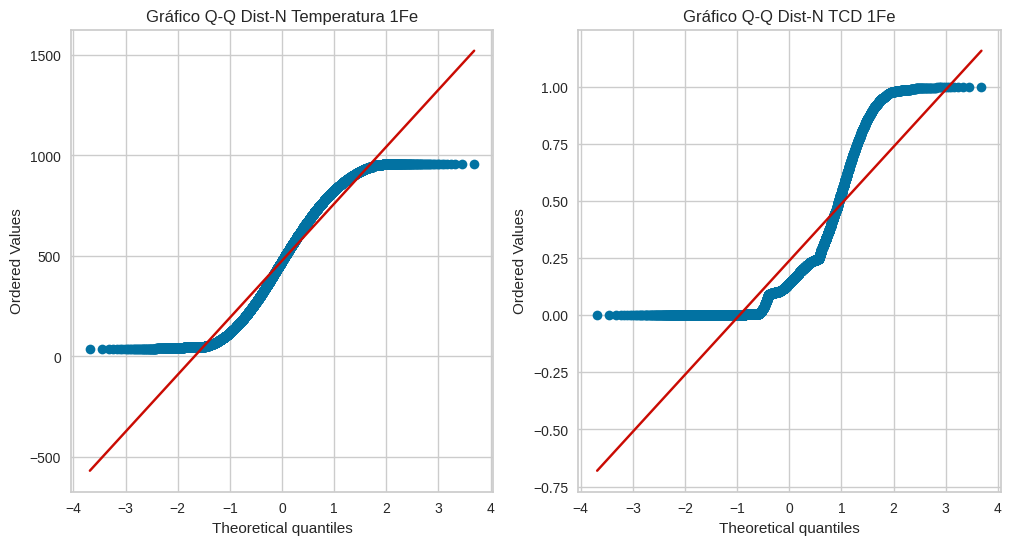 Gráfico Q-Q Dist-N Temperatura 1Fe
1500
1000
500
0
−500
Ordered Values
−4 −3 −2 −1 0 1 2 3 4
Theoretical quantiles
Gráfico Q-Q Dist-N TCD 1Fe
1.00
0.75
0.50
0.25
0.00
−0.25
−0.50
−0.75
Ordered Values
−4 −3 −2 −1 0 1 2 3 4
Theoretical quantiles